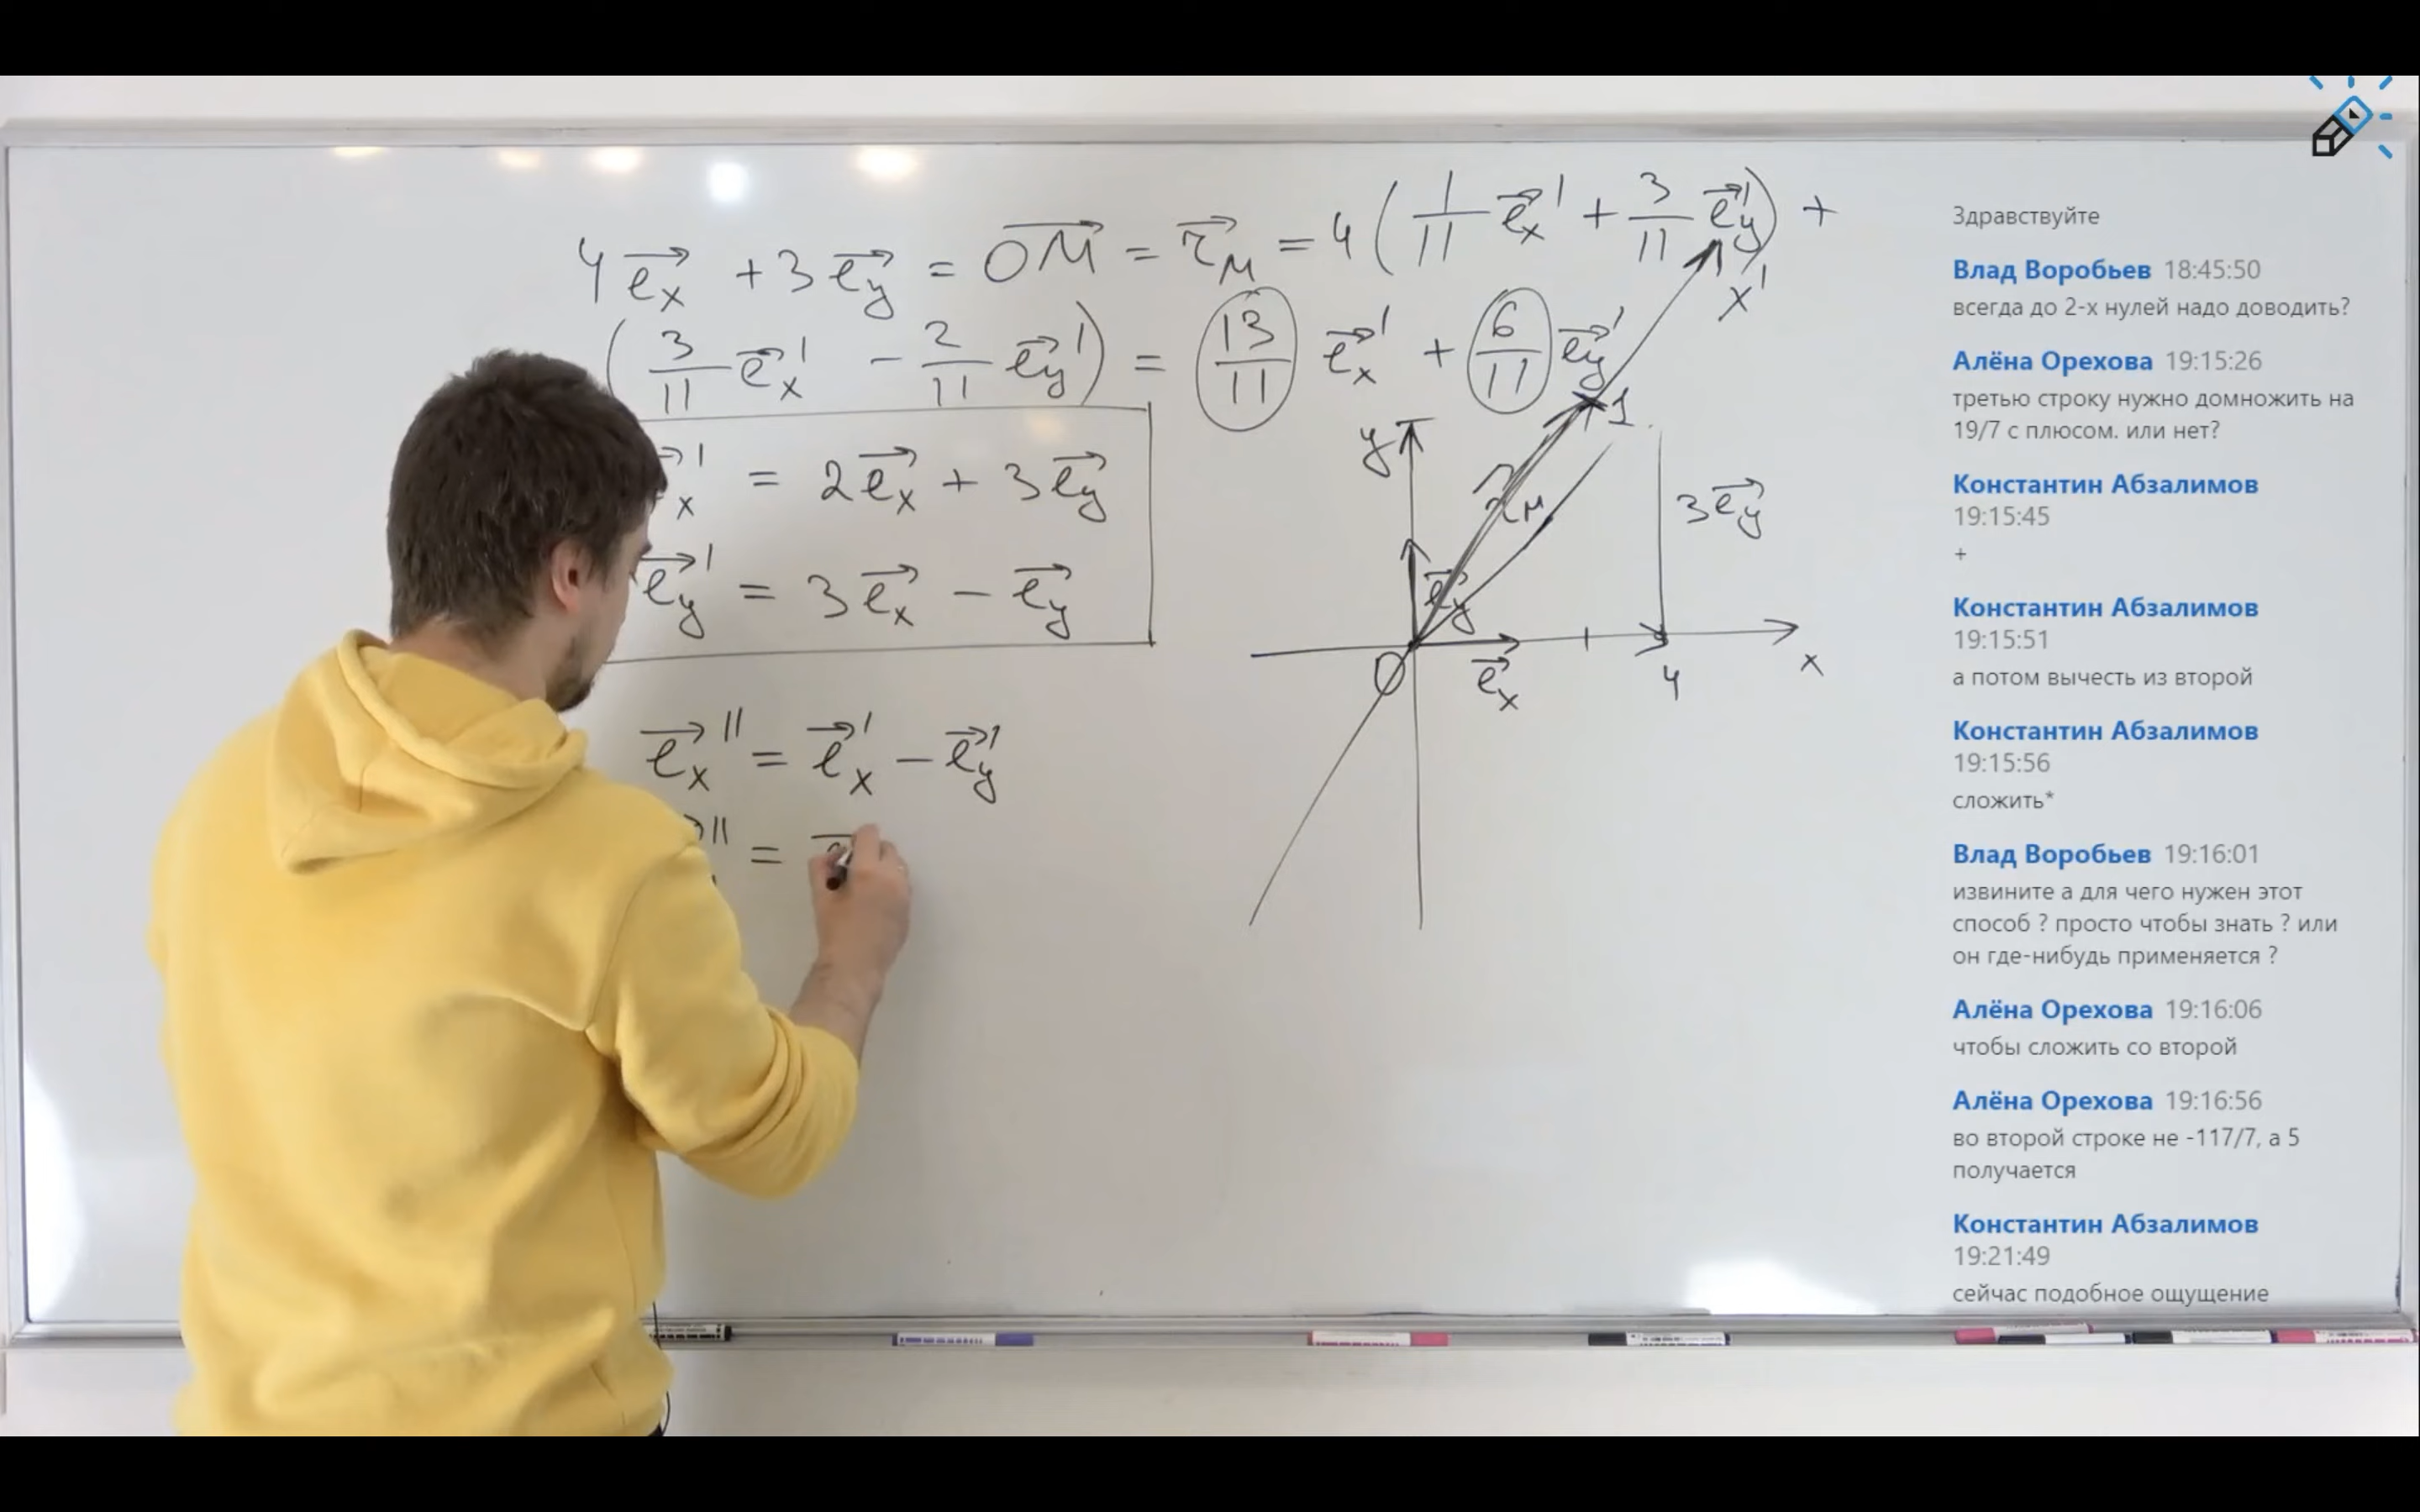 4e⃗x + 3e⃗y = O⃗M⃗ = r⃗M = 4(1/11 e⃗x' + 3/11 e⃗y') +
(3/11 e⃗x' - 2/11 e⃗y') = 13/11 e⃗x' + 6/11 e⃗y'
x' = 2e⃗x + 3e⃗y
e⃗y' = 3e⃗x - e⃗y
e⃗x'' = e⃗x' - e⃗y'
'' =
x'
1
y
r⃗M
3e⃗y
e⃗y
O
e⃗x
4
x
Здравствуйте
Влад Воробьев 18:45:50
всегда до 2-х нулей надо доводить?
Алёна Орехова 19:15:26
третью строку нужно домножить на
19/7 с плюсом. или нет?
Константин Абзалимов
19:15:45
+
Константин Абзалимов
19:15:51
а потом вычесть из второй
Константин Абзалимов
19:15:56
сложить*
Влад Воробьев 19:16:01
извините а для чего нужен этот
способ ? просто чтобы знать ? или
он где-нибудь применяется ?
Алёна Орехова 19:16:06
чтобы сложить со второй
Алёна Орехова 19:16:56
во второй строке не -117/7, а 5
получается
Константин Абзалимов
19:21:49
сейчас подобное ощущение